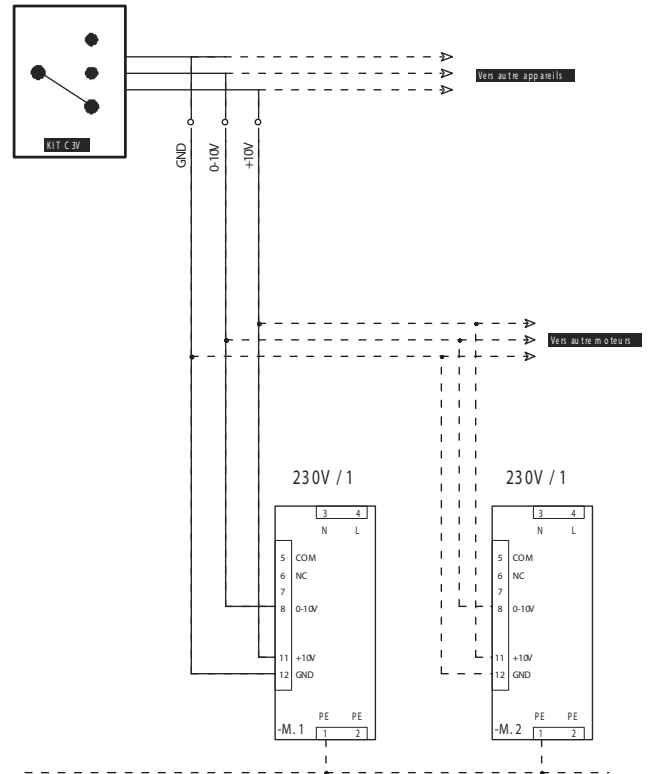 Vers autre appareils
KIT C3V
GND
0-10V
+10V
Vers autre moteurs
230V / 1
230V / 1
3 4
N L
5 COM
6 NC
7
8 0-10V
11 +10V
12 GND
PE PE
-M. 1
1 2
3 4
N L
5 COM
6 NC
7
8 0-10V
11 +10V
12 GND
PE PE
-M. 2
1 2